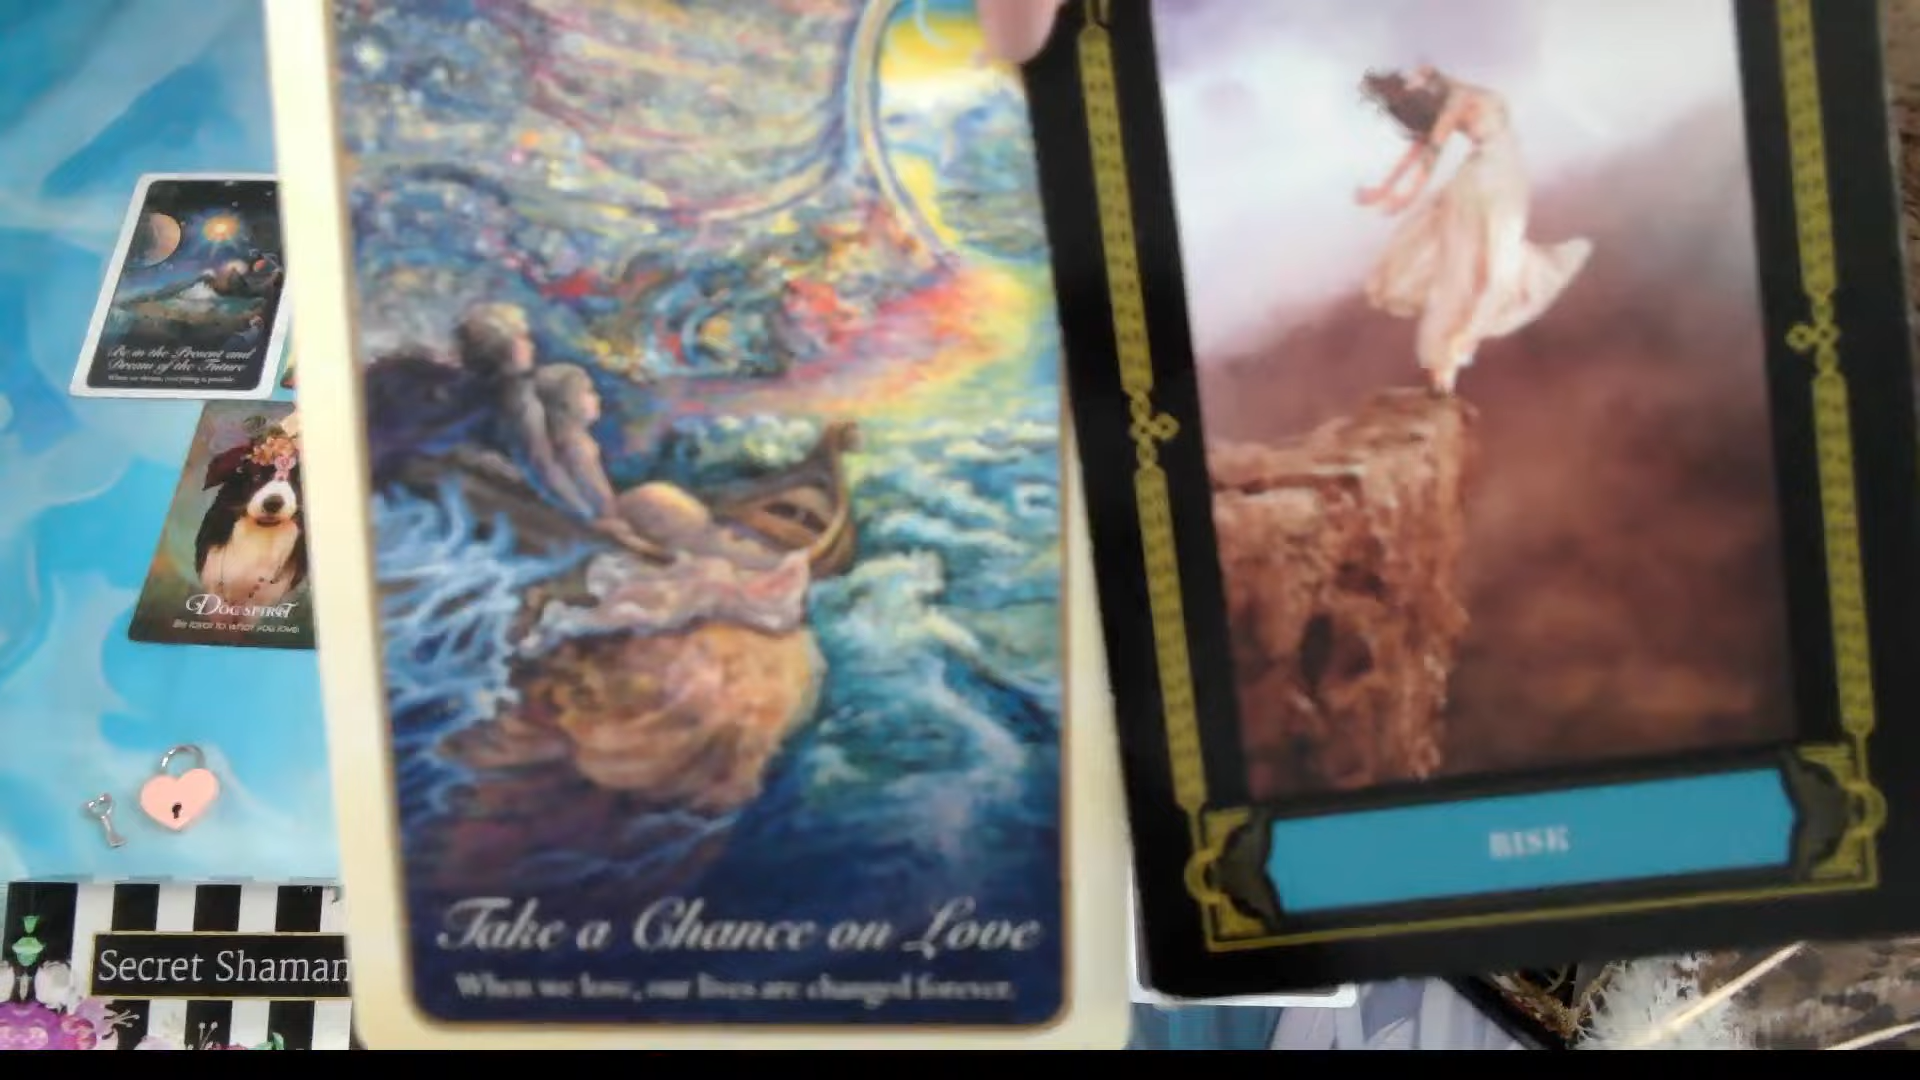 Be in the Present and
Dream of the Future
When we dream, everything is possible.
DOG SPIRIT
Be loyal to what you love
Secret Shaman
Take a Chance on Love
When we love, our lives are changed forever.
RISK